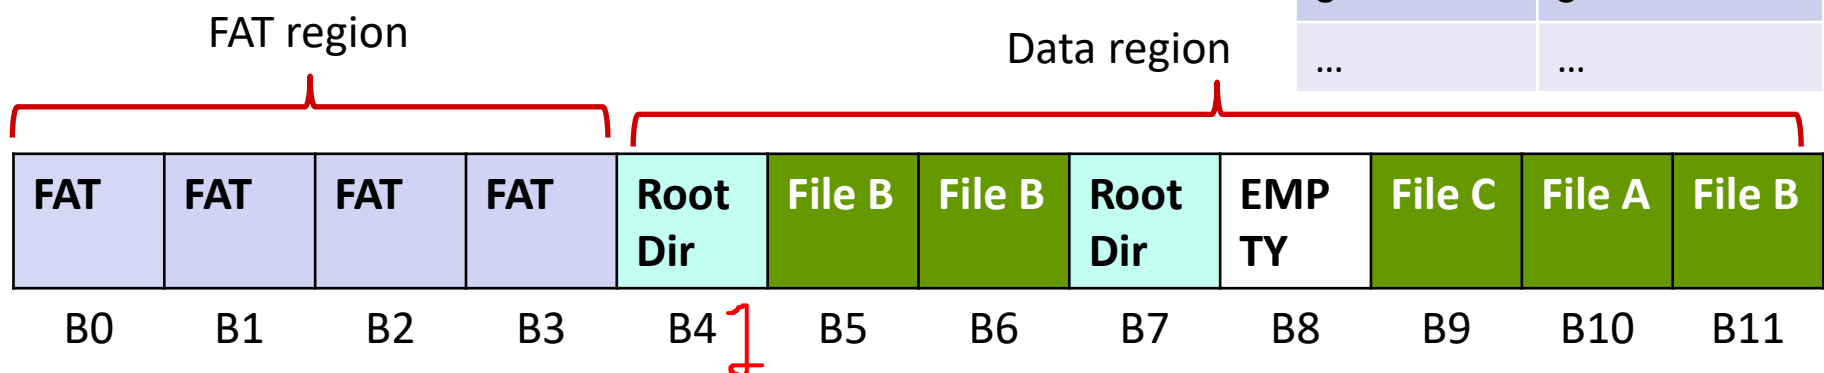 FAT region
Data region
… …
FAT FAT FAT FAT Root Dir File B File B Root Dir EMP TY File C File A File B
B0 B1 B2 B3 B4 1 B5 B6 B7 B8 B9 B10 B11